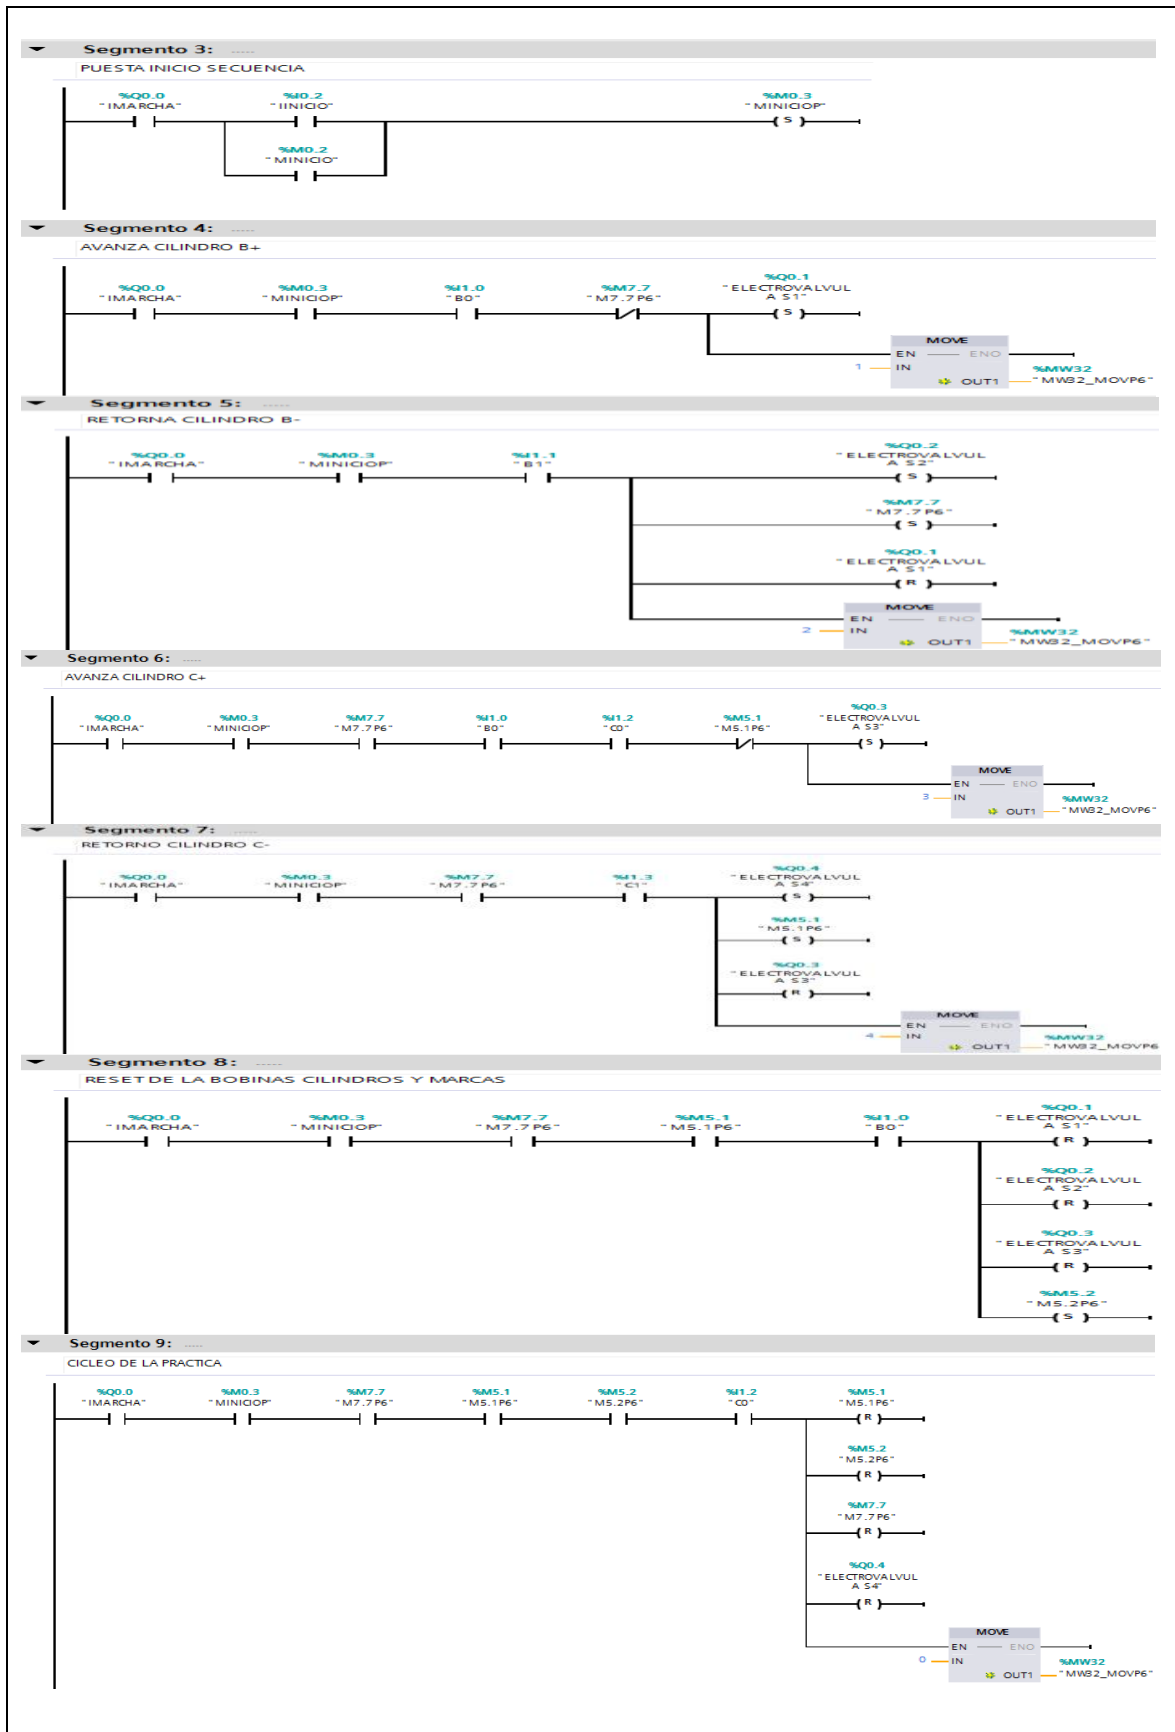 Segmento 3: .....
PUESTA INICIO SECUENCIA
%Q0.0 %I0.2 %M0.3
"IMARCHA" "IINICIO" "MINICIOP"
S
%M0.2
"MINICIO"
Segmento 4: .....
AVANZA CILINDRO B+
%Q0.1
%Q0.0 %M0.3 %I1.0 %M7.7 "ELECTROVALVUL
"IMARCHA" "MINICIOP" "B0" "M7.7P6" A S1"
S
MOVE
EN ENO
1 IN
%MW32
OUT1 "MW32_MOVP6"
Segmento 5: .....
RETORNA CILINDRO B-
%Q0.2
%Q0.0 %M0.3 %I1.1 "ELECTROVALVUL
"IMARCHA" "MINICIOP" "B1" A S2"
S
%M7.7
"M7.7P6"
S
%Q0.1
"ELECTROVALVUL
A S1"
R
MOVE
EN ENO
2 IN
%MW32
OUT1 "MW32_MOVP6"
Segmento 6: .....
AVANZA CILINDRO C+
%Q0.3
%Q0.0 %M0.3 %M7.7 %I1.0 %I1.2 %M5.1 "ELECTROVALVUL
"IMARCHA" "MINICIOP" "M7.7P6" "B0" "C0" "M5.1P6" A S3"
S
MOVE
EN ENO
3 IN
%MW32
OUT1 "MW32_MOVP6"
Segmento 7: .....
RETORNO CILINDRO C-
%Q0.4
%Q0.0 %M0.3 %M7.7 %I1.3 "ELECTROVALVUL
"IMARCHA" "MINICIOP" "M7.7P6" "C1" A S4"
S
%M5.1
"M5.1P6"
S
%Q0.3
"ELECTROVALVUL
A S3"
R
MOVE
EN ENO
4 IN
%MW32
OUT1 "MW32_MOVP6
Segmento 8: .....
RESET DE LA BOBINAS CILINDROS Y MARCAS
%Q0.1
%Q0.0 %M0.3 %M7.7 %M5.1 %I1.0 "ELECTROVALVUL
"IMARCHA" "MINICIOP" "M7.7P6" "M5.1P6" "B0" A S1"
R
%Q0.2
"ELECTROVALVUL
A S2"
R
%Q0.3
"ELECTROVALVUL
A S3"
R
%M5.2
"M5.2P6"
S
Segmento 9: .....
CICLEO DE LA PRACTICA
%Q0.0 %M0.3 %M7.7 %M5.1 %M5.2 %I1.2 %M5.1
"IMARCHA" "MINICIOP" "M7.7P6" "M5.1P6" "M5.2P6" "C0" "M5.1P6"
R
%M5.2
"M5.2P6"
R
%M7.7
"M7.7P6"
R
%Q0.4
"ELECTROVALVUL
A S4"
R
MOVE
EN ENO
0 IN
%MW32
OUT1 "MW32_MOVP6"